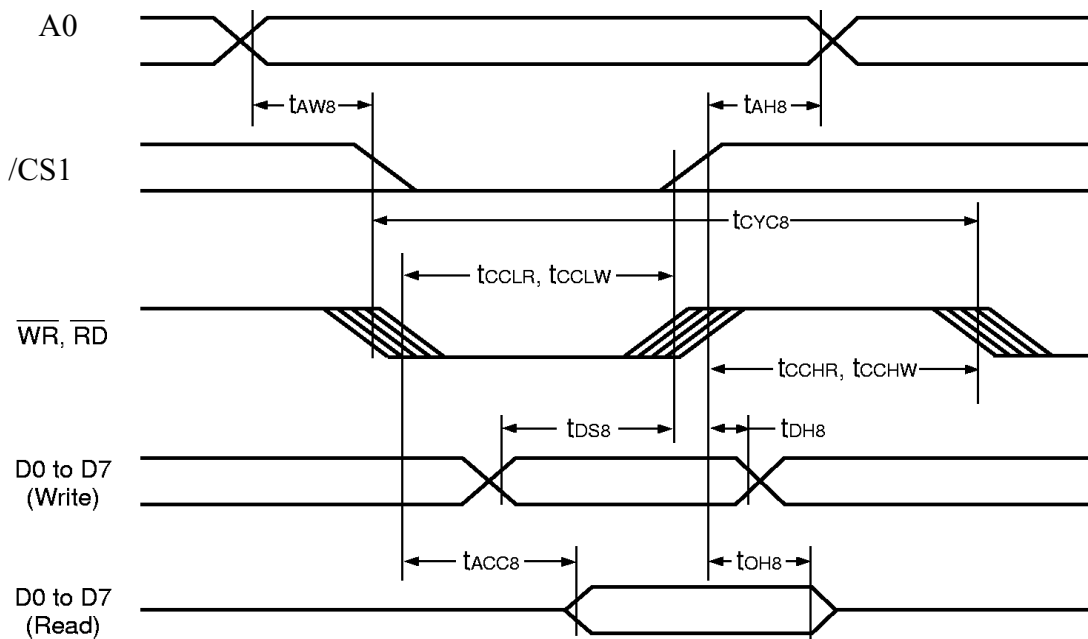 A0
tAW8
tAH8
/CS1
tCYC8
tCCLR, tCCLW
WR, RD
tCCHR, tCCHW
tDS8
tDH8
D0 to D7
(Write)
tACC8
tOH8
D0 to D7
(Read)